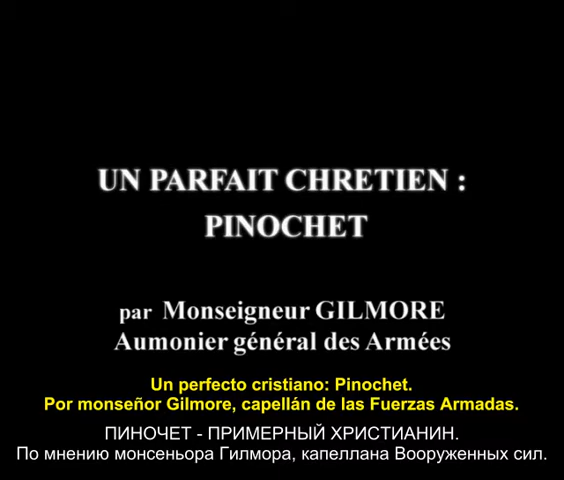 UN PARFAIT CHRETIEN :
PINOCHET
par Monseigneur GILMORE
Aumonier général des Armées
Un perfecto cristiano: Pinochet.
Por monseñor Gilmore, capellán de las Fuerzas Armadas.
ПИНОЧЕТ - ПРИМЕРНЫЙ ХРИСТИАНИН.
По мнению монсеньора Гилмора, капеллана Вооруженных сил.